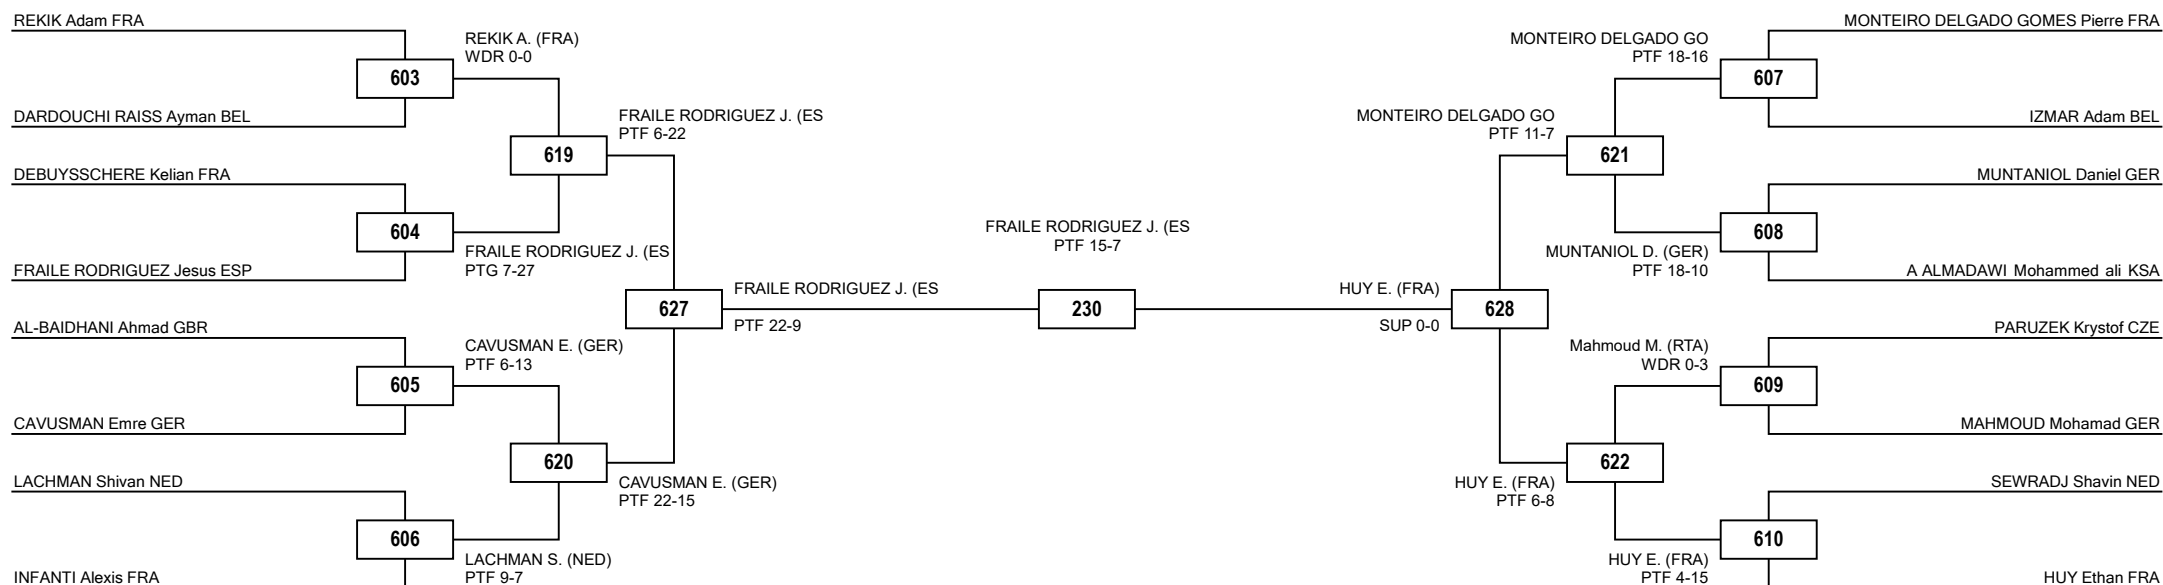 REKIK Adam FRA
REKIK A. (FRA)
WDR 0-0
603
DARDOUCHI RAISS Ayman BEL
FRAILE RODRIGUEZ J. (ES
PTF 6-22
619
DEBUYSSCHERE Kelian FRA
604
FRAILE RODRIGUEZ J. (ES
PTG 7-27
FRAILE RODRIGUEZ Jesus ESP
627
FRAILE RODRIGUEZ J. (ES
PTF 22-9
AL-BAIDHANI Ahmad GBR
CAVUSMAN E. (GER)
PTF 6-13
605
CAVUSMAN Emre GER
620
CAVUSMAN E. (GER)
PTF 22-15
LACHMAN Shivan NED
606
LACHMAN S. (NED)
PTF 9-7
INFANTI Alexis FRA
FRAILE RODRIGUEZ J. (ES
PTF 15-7
230
MONTEIRO DELGADO GOMES Pierre FRA
MONTEIRO DELGADO GO
PTF 18-16
607
IZMAR Adam BEL
MONTEIRO DELGADO GO
PTF 11-7
621
MUNTANIOL Daniel GER
608
MUNTANIOL D. (GER)
PTF 18-10
A ALMADAWI Mohammed ali KSA
HUY E. (FRA)
SUP 0-0
628
PARUZEK Krystof CZE
Mahmoud M. (RTA)
WDR 0-3
609
MAHMOUD Mohamad GER
622
HUY E. (FRA)
PTF 6-8
SEWRADJ Shavin NED
610
HUY E. (FRA)
PTF 4-15
HUY Ethan FRA